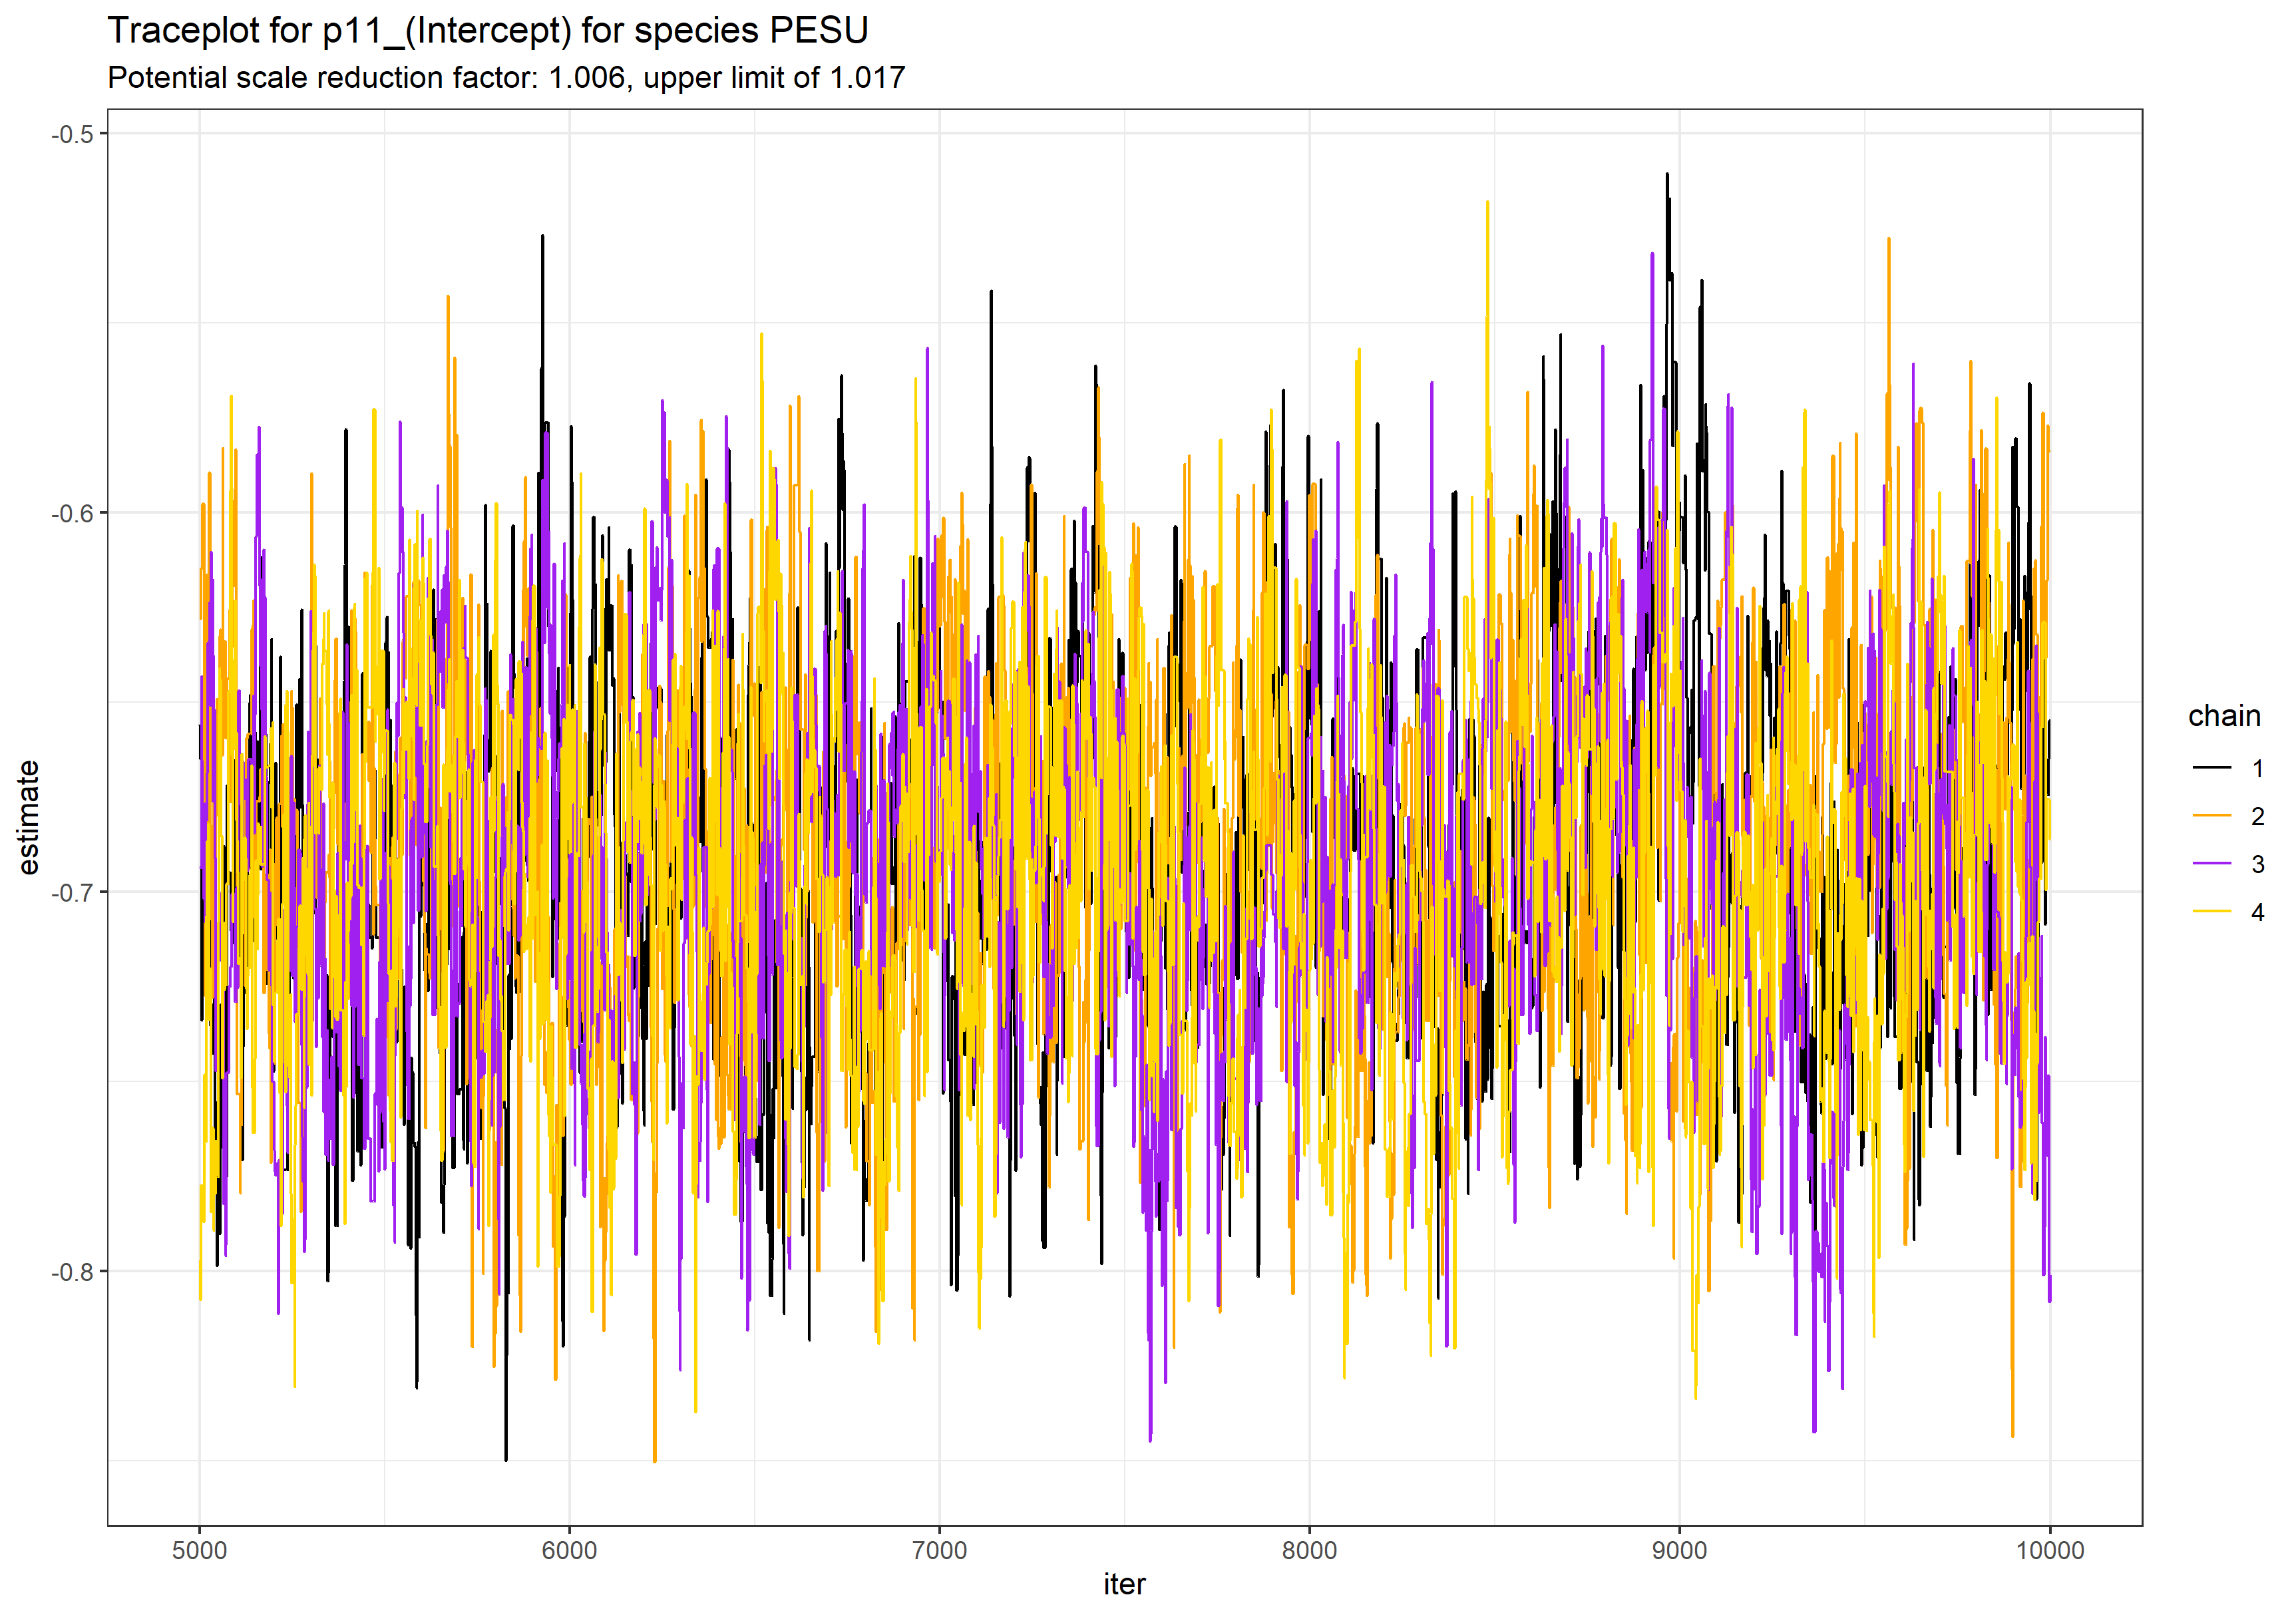 Traceplot for p11_(Intercept) for species PESU
Potential scale reduction factor: 1.006, upper limit of 1.017
-0.5
-0.6
-0.7
-0.8
estimate
5000 6000 7000 8000 9000 10000
iter
chain
1
2
3
4